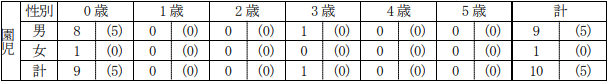 園児 性別 0歳 1歳 2歳 3歳 4歳 5歳 計
男 8 (5) 0 (0) 0 (0) 1 (0) 0 (0) 0 (0) 9 (5)
女 1 (0) 0 (0) 0 (0) 0 (0) 0 (0) 0 (0) 1 (0)
計 9 (5) 0 (0) 0 (0) 1 (0) 0 (0) 0 (0) 10 (5)